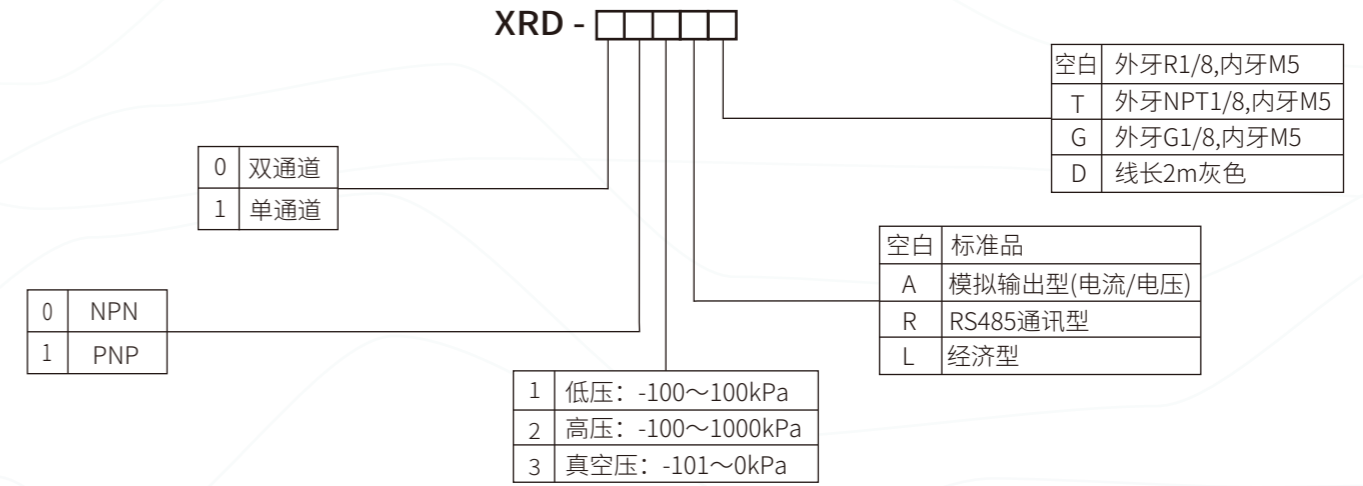 XRD -
空白 外牙R1/8,内牙M5
T 外牙NPT1/8,内牙M5
G 外牙G1/8,内牙M5
D 线长2m灰色
0 双通道
1 单通道
空白 标准品
A 模拟输出型(电流/电压)
R RS485通讯型
L 经济型
0 NPN
1 PNP
1 低压：-100～100kPa
2 高压：-100～1000kPa
3 真空压：-101～0kPa